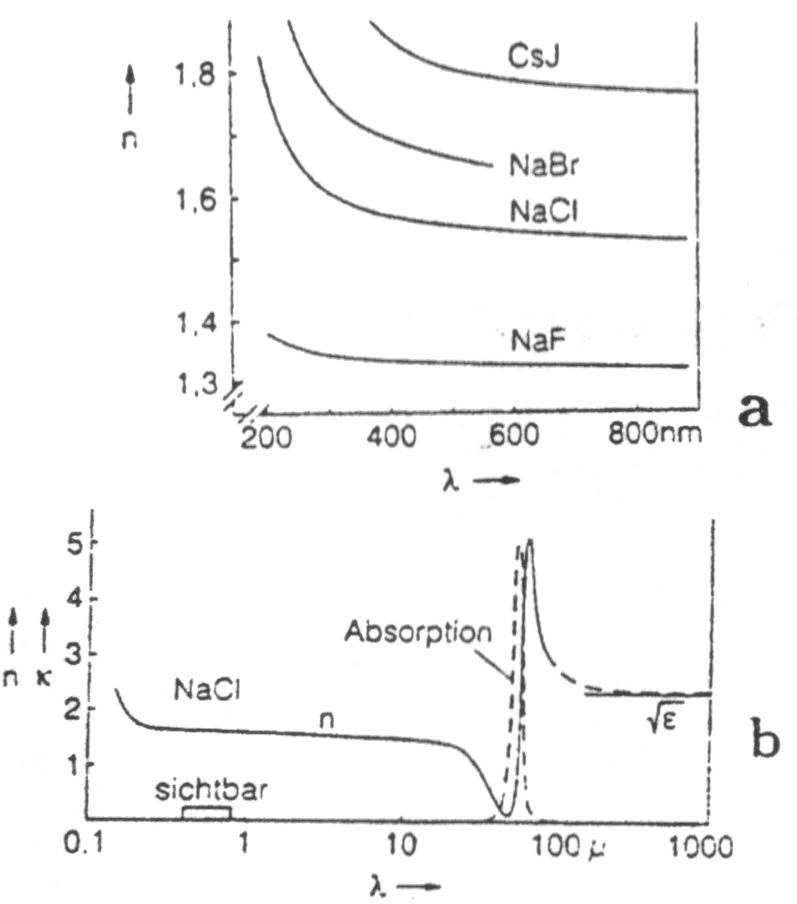 CsJ
1,8
n
NaBr
1,6
NaCl
1,4
NaF
1,3
a
200 400 600 800nm
λ
5
4
Absorption
3
n κ
NaCl
2
n
√ε
b
1
sichtbar
0.1 1 10 100 μ 1000
λ